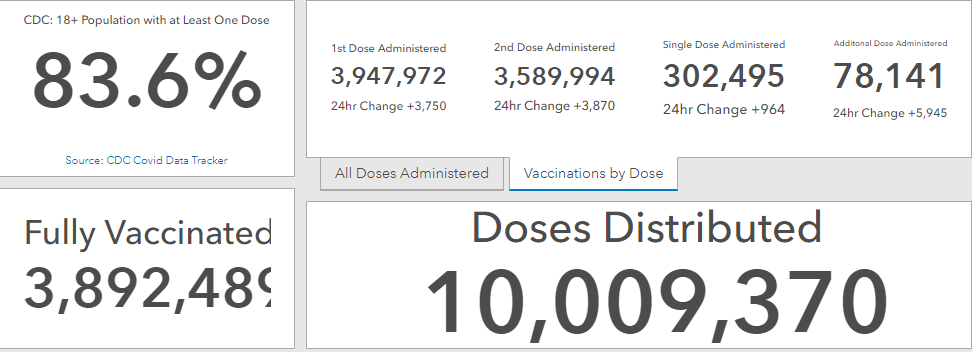 CDC: 18+ Population with at Least One Dose
83.6%
Source: CDC Covid Data Tracker
Fully Vaccinated
3,892,489
1st Dose Administered
3,947,972
24hr Change +3,750
2nd Dose Administered
3,589,994
24hr Change +3,870
Single Dose Administered
302,495
24hr Change +964
Additonal Dose Administered
78,141
24hr Change +5,945
All Doses Administered
Vaccinations by Dose
Doses Distributed
10,009,370